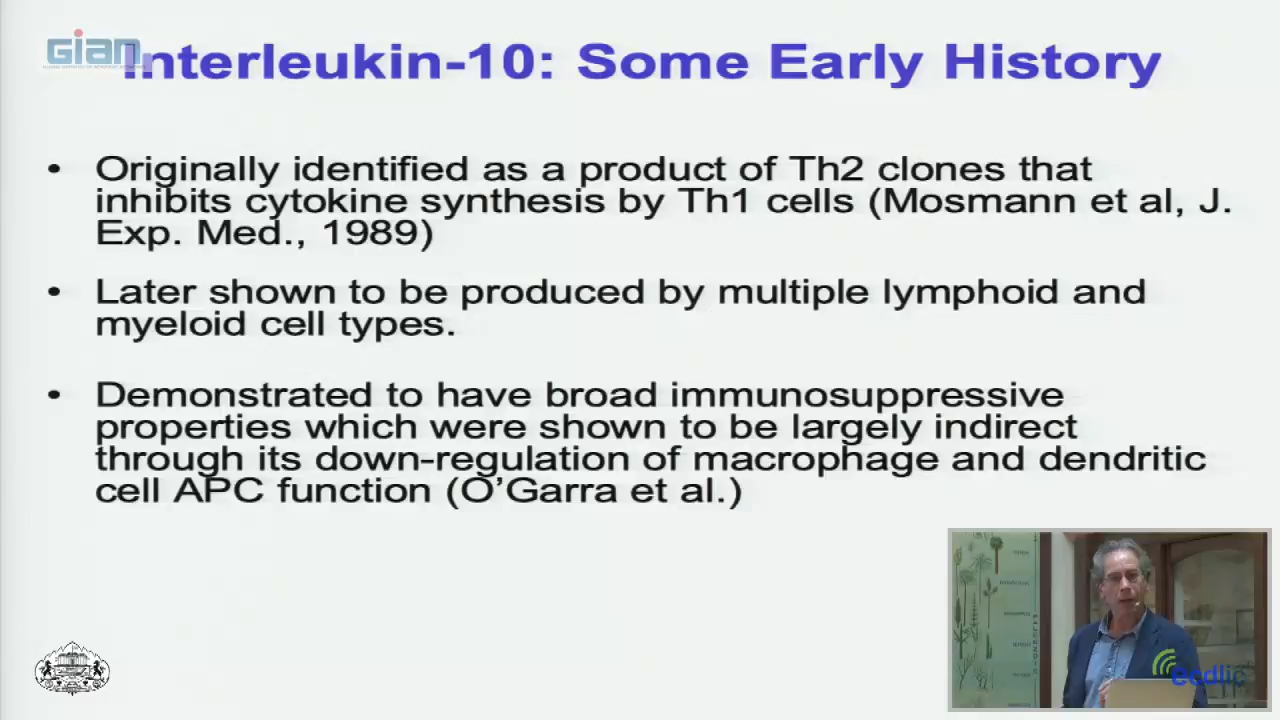 GIAN
Interleukin-10: Some Early History
• Originally identified as a product of Th2 clones that
inhibits cytokine synthesis by Th1 cells (Mosmann et al, J.
Exp. Med., 1989)
• Later shown to be produced by multiple lymphoid and
myeloid cell types.
• Demonstrated to have broad immunosuppressive
properties which were shown to be largely indirect
through its down-regulation of macrophage and dendritic
cell APC function (O’Garra et al.)
ecdlic